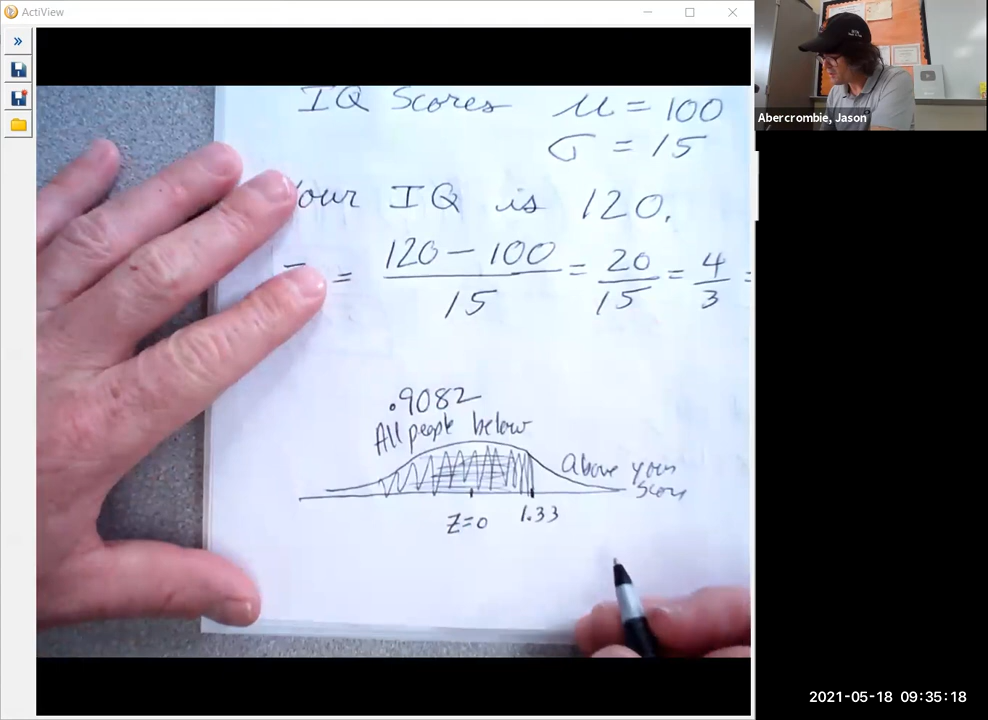 ActiView
Abercrombie, Jason
IQ Scores μ = 100
σ = 15
Your IQ is 120.
= 120 - 100 / 15 = 20 / 15 = 4 / 3 =
.9082
All people below
Above your
score
z=0 1.33
2021-05-18 09:35:18